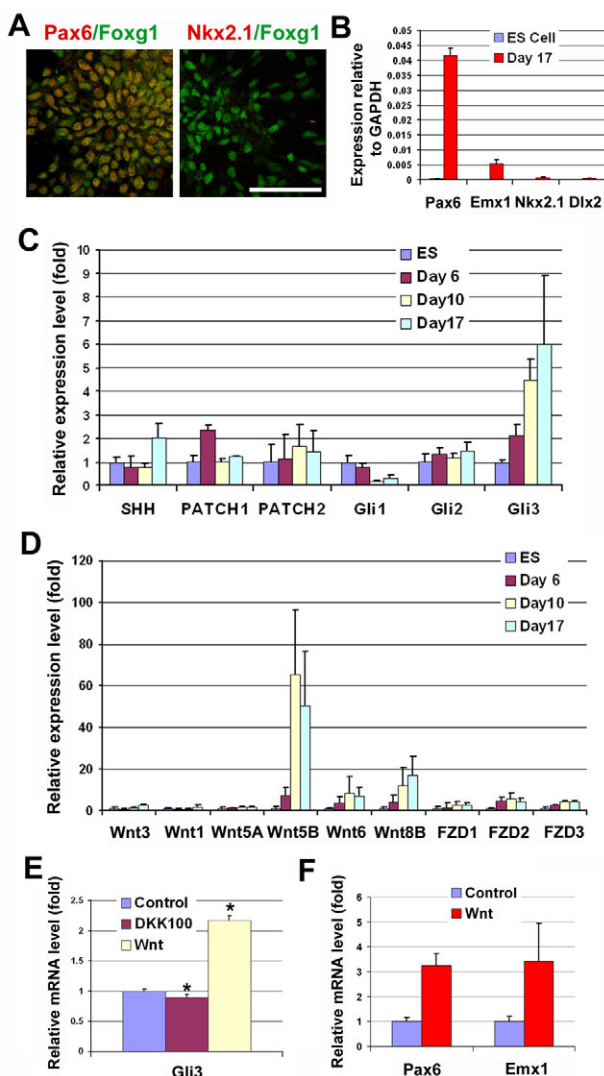 A
Pax6/Foxg1
Nkx2.1/Foxg1
B
Expression relative
to GAPDH
0.045
0.04
0.035
0.03
0.025
0.02
0.015
0.01
0.005
0
ES Cell
Day 17
Pax6 Emx1 Nkx2.1 Dlx2
C
Relative expression level (fold)
10
9
8
7
6
5
4
3
2
1
0
ES
Day 6
Day10
Day17
SHH PATCH1 PATCH2 Gli1 Gli2 Gli3
D
Relative expression level (fold)
120
100
80
60
40
20
0
ES
Day 6
Day10
Day17
Wnt3 Wnt1 Wnt5A Wnt5B Wnt6 Wnt8B FZD1 FZD2 FZD3
E
Relative mRNA level (fold)
2.5
2
1.5
1
0.5
0
Control
DKK100
Wnt
*
*
Gli3
F
Relative mRNA level (fold)
6
5
4
3
2
1
0
Control
Wnt
Pax6 Emx1